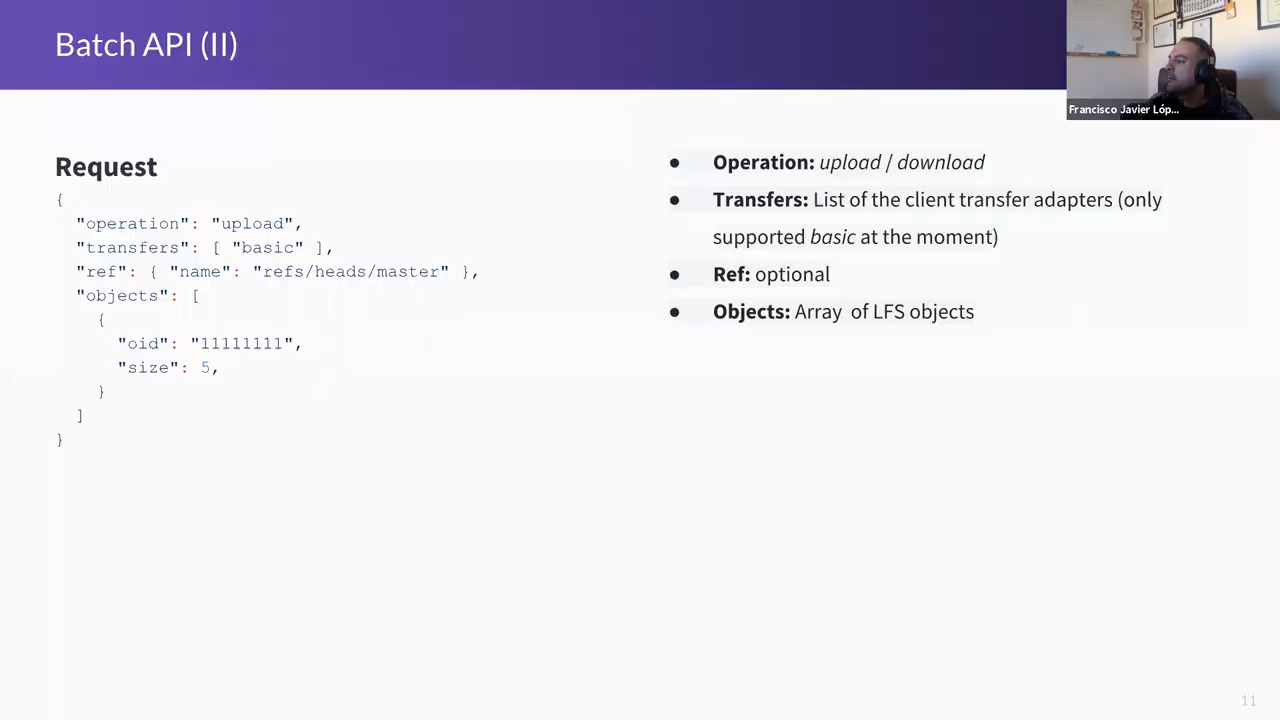 Batch API (II)
Francisco Javier Lóp...
Request
{
"operation": "upload",
"transfers": [ "basic" ],
"ref": { "name": "refs/heads/master" },
"objects": [
{
"oid": "11111111",
"size": 5,
}
]
}
● Operation: upload / download
● Transfers: List of the client transfer adapters (only
supported basic at the moment)
● Ref: optional
● Objects: Array of LFS objects
11